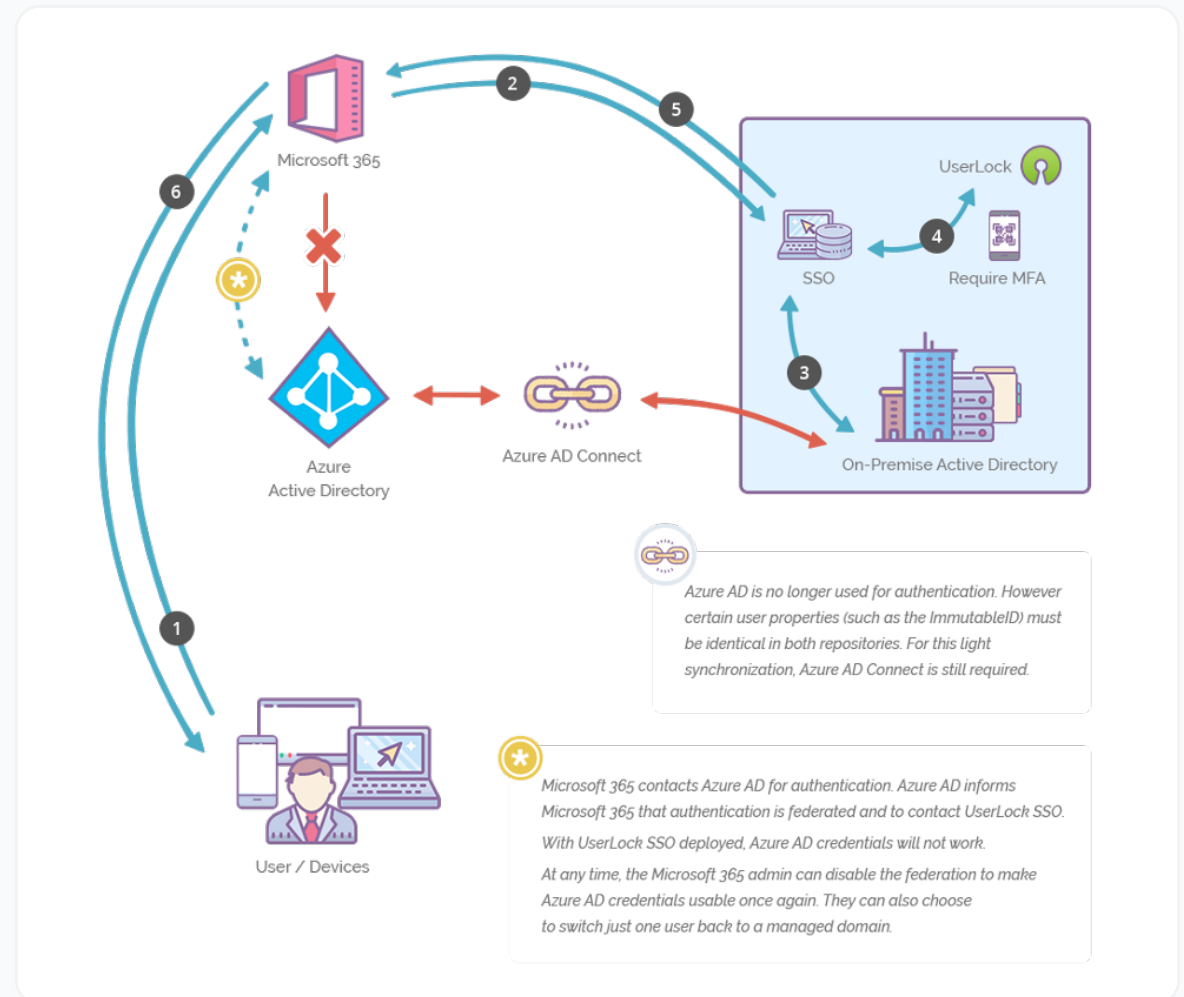 2
5
Microsoft 365
UserLock
6
4
SSO
Require MFA
*
3
Azure
Active Directory
Azure AD Connect
On-Premise Active Directory
Azure AD is no longer used for authentication. However
certain user properties (such as the ImmutableID) must
be identical in both repositories. For this light
synchronization, Azure AD Connect is still required.
1
User / Devices
*
Microsoft 365 contacts Azure AD for authentication. Azure AD informs
Microsoft 365 that authentication is federated and to contact UserLock SSO.
With UserLock SSO deployed, Azure AD credentials will not work.
At any time, the Microsoft 365 admin can disable the federation to make
Azure AD credentials usable once again. They can also choose
to switch just one user back to a managed domain.